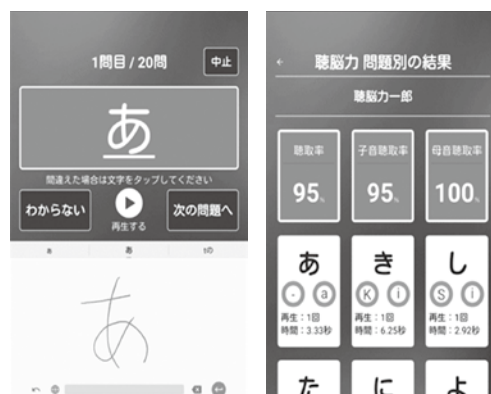 1問目 / 20問
中止
あ
間違えた場合は文字をタップしてください
わからない
再生する
次の問題へ
あ
あ
← 聴脳力 問題別の結果
聴脳力一郎
聴取率
子音聴取率
母音聴取率
95%
95%
100%
あ
き
し
- a
K i
S i
再生：1回
再生：1回
再生：1回
時間：3.33秒
時間：6.25秒
時間：2.92秒
た
に
よ